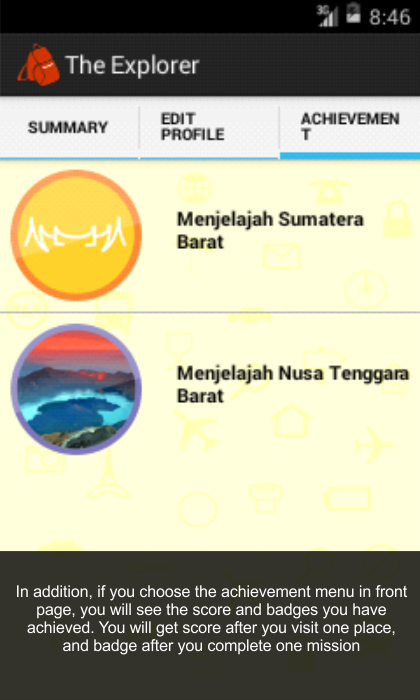 3G 8:46
The Explorer
SUMMARY
EDIT
PROFILE
ACHIEVEMEN
T
Menjelajah Sumatera
Barat
Menjelajah Nusa Tenggara
Barat
In addition, if you choose the achievement menu in front
page, you will see the score and badges you have
achieved. You will get score after you visit one place,
and badge after you complete one mission